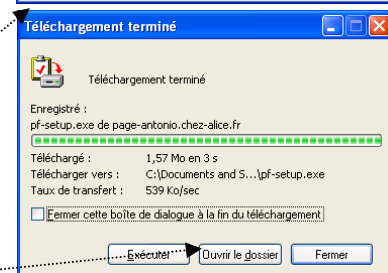 Téléchargement terminé
Téléchargement terminé
Enregistré :
pf-setup.exe de page-antonio.chez-alice.fr
Téléchargé : 1,57 Mo en 3 s
Télécharger vers : C:\Documents and S...\pf-setup.exe
Taux de transfert : 539 Ko/sec
Fermer cette boîte de dialogue à la fin du téléchargement
Exécuter Ouvrir le dossier Fermer